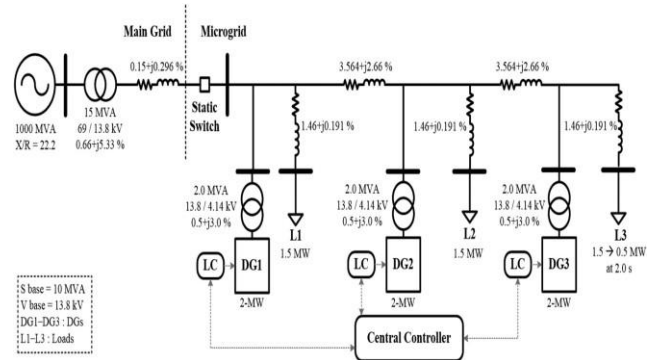 Main Grid
Microgrid
0.15+j0.296 %
3.564+j2.66 %
3.564+j2.66 %
1000 MVA
X/R = 22.2
15 MVA
69 / 13.8 kV
0.66+j5.33 %
Static
Switch
1.46+j0.191 %
1.46+j0.191 %
1.46+j0.191 %
2.0 MVA
13.8 / 4.14 kV
0.5+j3.0 %
2.0 MVA
13.8 / 4.14 kV
0.5+j3.0 %
2.0 MVA
13.8 / 4.14 kV
0.5+j3.0 %
L1
1.5 MW
L2
1.5 MW
L3
1.5 → 0.5 MW
at 2.0 s
LC
DG1
2-MW
LC
DG2
2-MW
LC
DG3
2-MW
Central Controller
S base = 10 MVA
V base = 13.8 kV
DG1–DG3 : DGs
L1–L3 : Loads